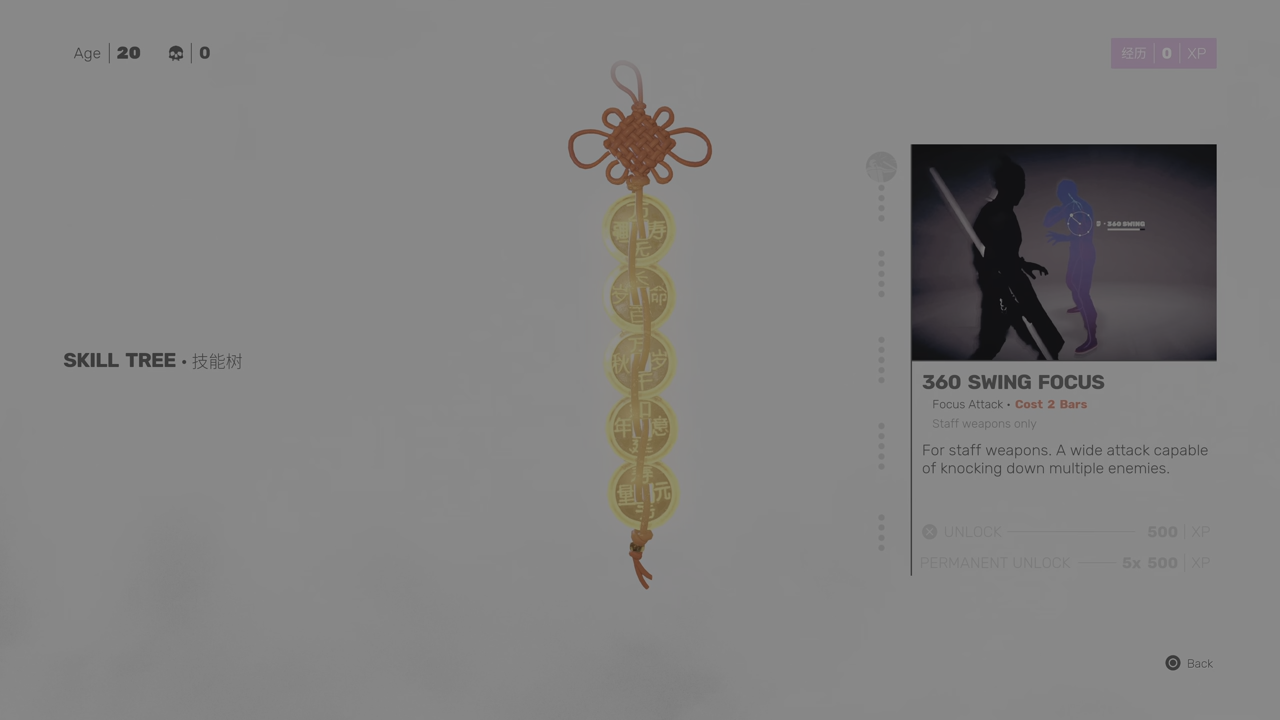 Age 20 0
经历 0 XP
SKILL TREE • 技能树
360 SWING
360 SWING FOCUS
Focus Attack • Cost 2 Bars
Staff weapons only
For staff weapons. A wide attack capable
of knocking down multiple enemies.
UNLOCK 500 XP
PERMANENT UNLOCK 5x 500 XP
Back